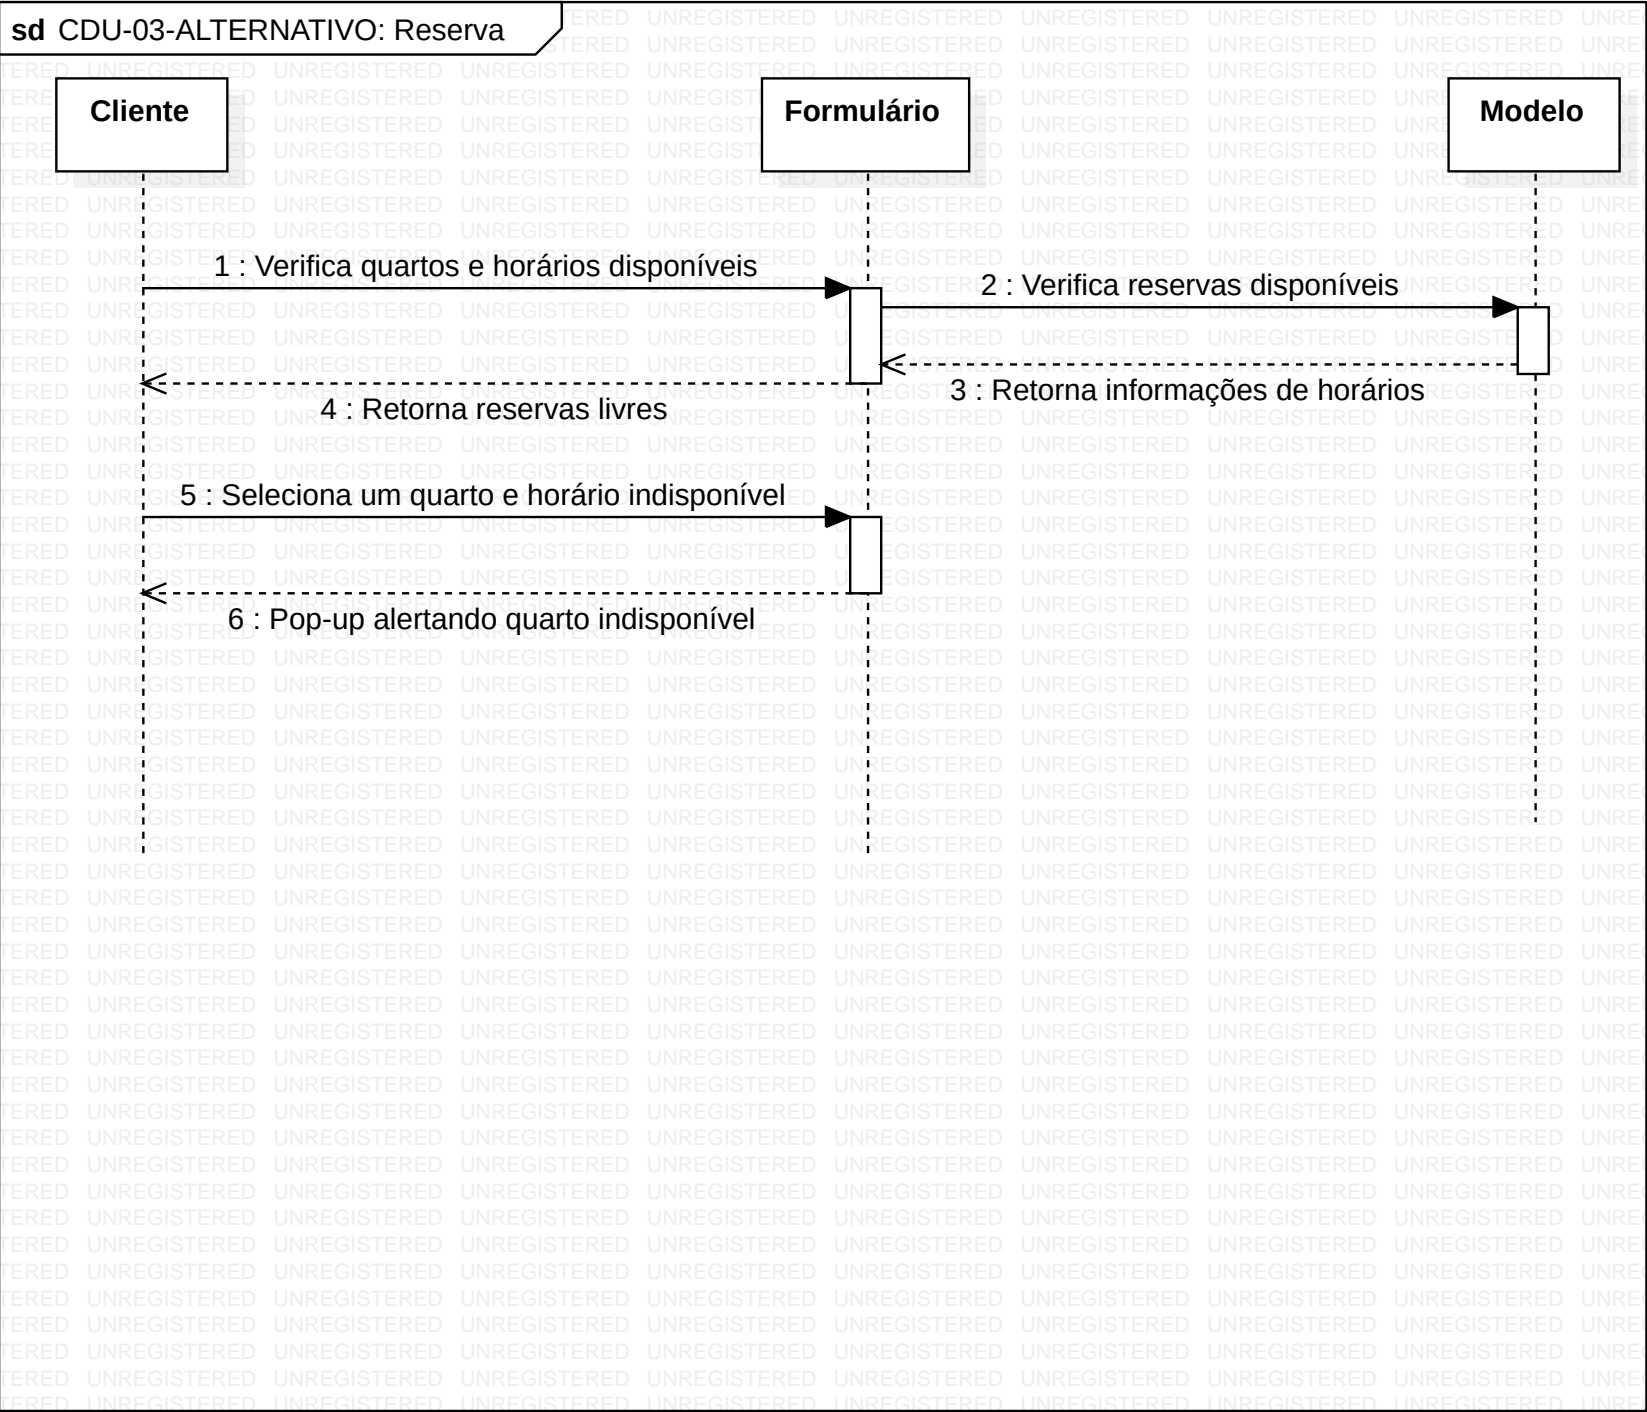 sd CDU-03-ALTERNATIVO: Reserva
Cliente
Formulário
Modelo
1 : Verifica quartos e horários disponíveis
2 : Verifica reservas disponíveis
3 : Retorna informações de horários
4 : Retorna reservas livres
5 : Seleciona um quarto e horário indisponível
6 : Pop-up alertando quarto indisponível
UNREGISTERED